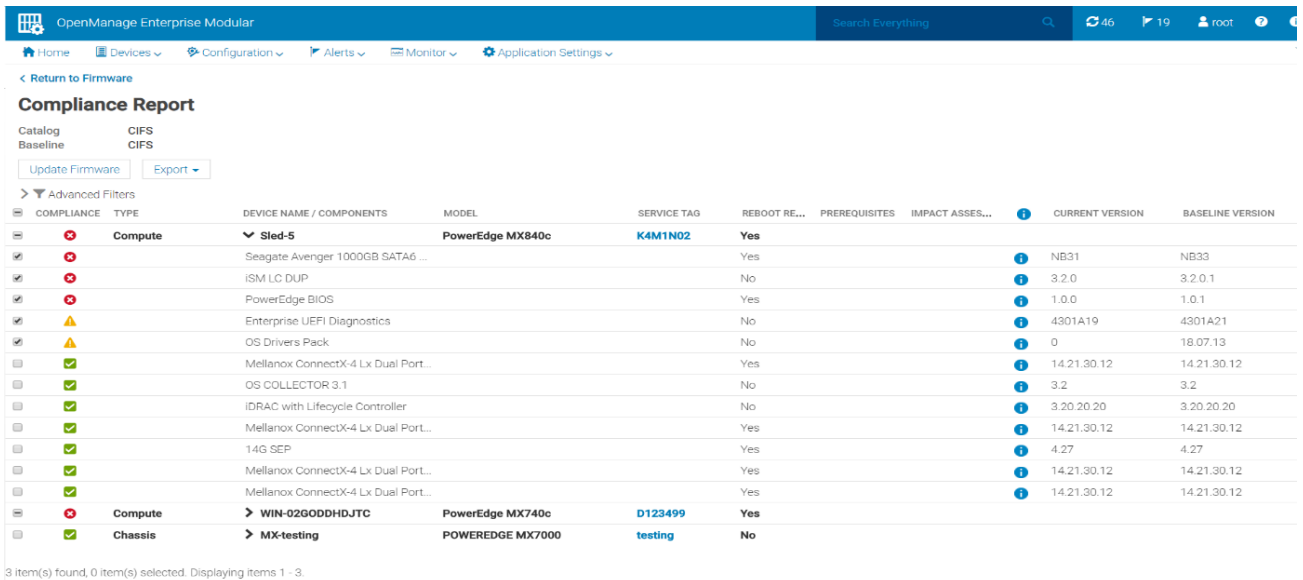 OpenManage Enterprise Modular Search Everything 46 19 root
Home Devices Configuration Alerts Monitor Application Settings
Return to Firmware
Compliance Report
Catalog CIFS
Baseline CIFS
Update Firmware Export
Advanced Filters
COMPLIANCE TYPE DEVICE NAME / COMPONENTS MODEL SERVICE TAG REBOOT RE... PREREQUISITES IMPACT ASSES... CURRENT VERSION BASELINE VERSION
Compute Sled-5 PowerEdge MX840c K4M1N02 Yes
Seagate Avenger 1000GB SATA6 ... Yes NB31 NB33
iSM LC DUP No 3.2.0 3.2.0.1
PowerEdge BIOS Yes 1.0.0 1.0.1
Enterprise UEFI Diagnostics No 4301A19 4301A21
OS Drivers Pack No 0 18.07.13
Mellanox ConnectX-4 Lx Dual Port... Yes 14.21.30.12 14.21.30.12
OS COLLECTOR 3.1 No 3.2 3.2
iDRAC with Lifecycle Controller No 3.20.20.20 3.20.20.20
Mellanox ConnectX-4 Lx Dual Port... Yes 14.21.30.12 14.21.30.12
14G SEP Yes 4.27 4.27
Mellanox ConnectX-4 Lx Dual Port... Yes 14.21.30.12 14.21.30.12
Mellanox ConnectX-4 Lx Dual Port... Yes 14.21.30.12 14.21.30.12
Compute WIN-02GODDHDJTC PowerEdge MX740c D123499 Yes
Chassis MX-testing POWEREDGE MX7000 testing No
3 item(s) found, 0 item(s) selected. Displaying items 1 - 3.